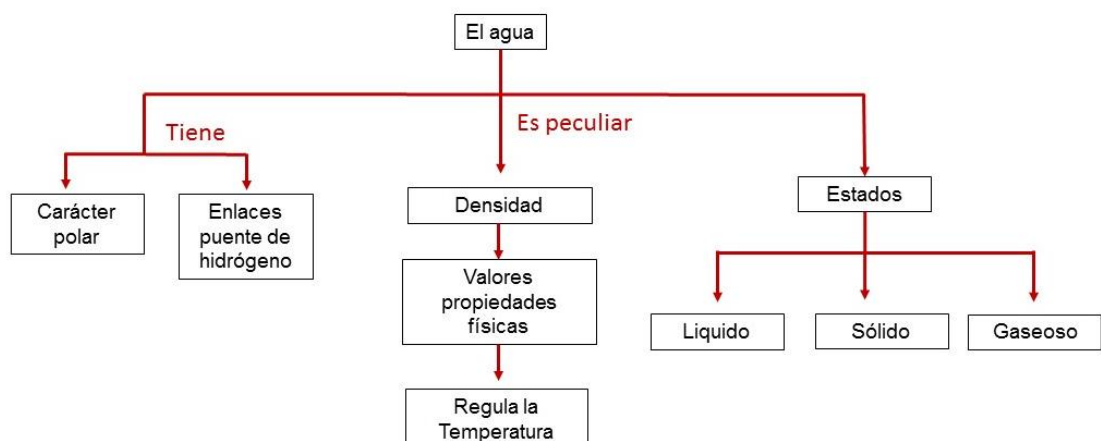 El agua
Tiene
Es peculiar
Carácter
polar
Enlaces
puente de
hidrógeno
Densidad
Valores
propiedades
físicas
Regula la
Temperatura
Estados
Liquido
Sólido
Gaseoso